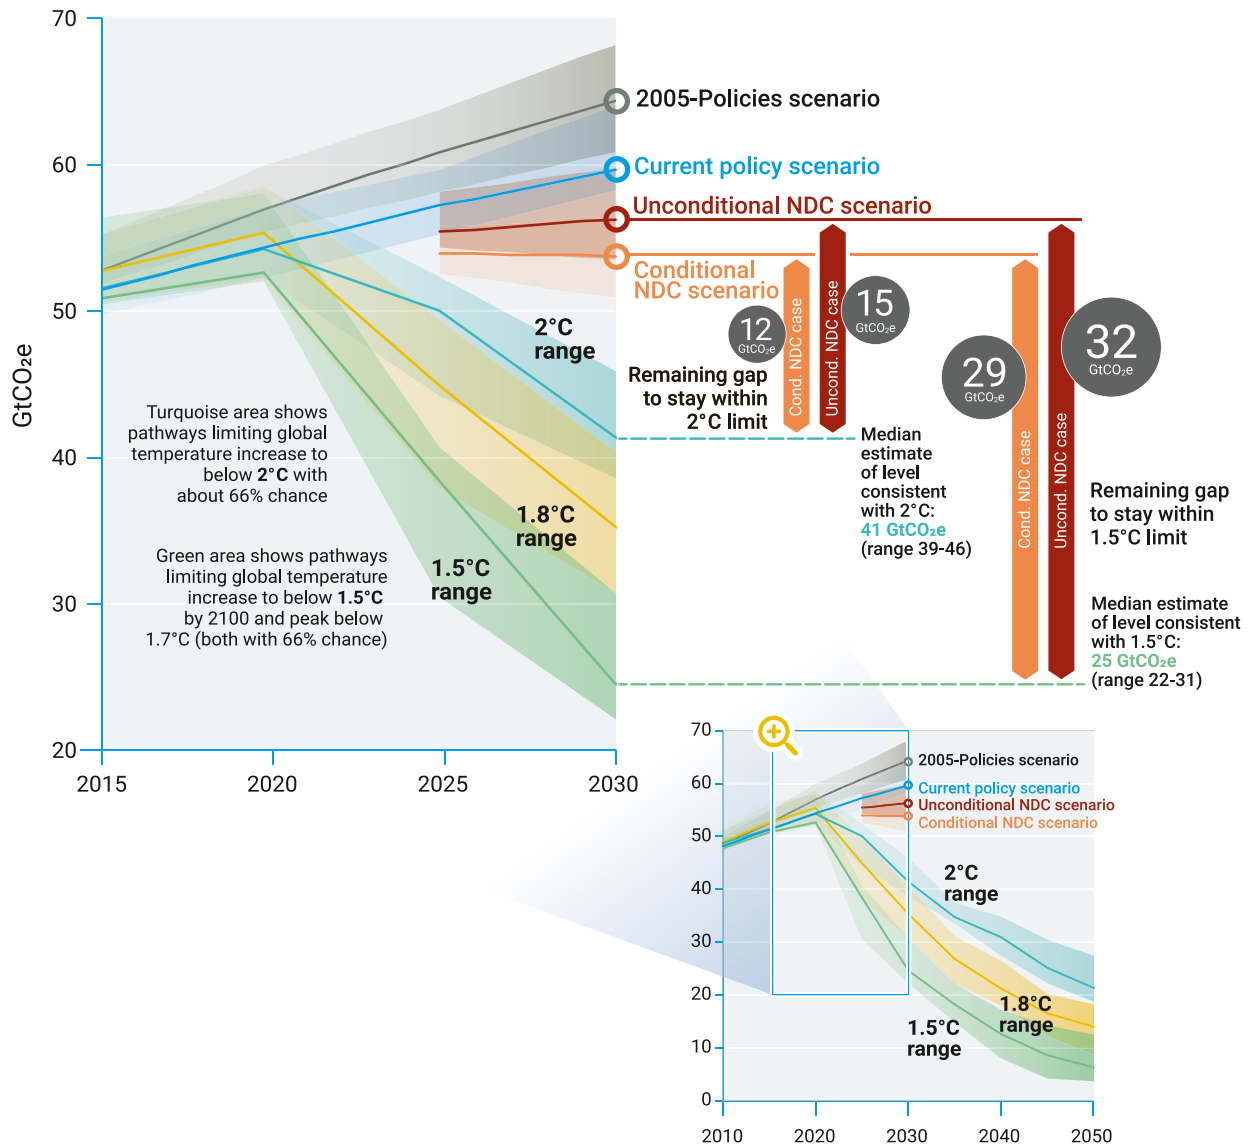 70
60
50
40
30
20
GtCO₂e
2015
2020
2025
2030
2005-Policies scenario
Current policy scenario
Unconditional NDC scenario
Conditional
NDC scenario
2°C
range
1.8°C
range
1.5°C
range
Turquoise area shows
pathways limiting global
temperature increase to
below 2°C with
about 66% chance
Green area shows pathways
limiting global temperature
increase to below 1.5°C
by 2100 and peak below
1.7°C (both with 66% chance)
Remaining gap
to stay within
2°C limit
12
GtCO₂e
Cond. NDC case
Uncond. NDC case
15
GtCO₂e
Median
estimate
of level
consistent
with 2°C:
41 GtCO₂e
(range 39-46)
29
GtCO₂e
Cond. NDC case
Uncond. NDC case
32
GtCO₂e
Remaining gap
to stay within
1.5°C limit
Median estimate
of level consistent
with 1.5°C:
25 GtCO₂e
(range 22-31)
70
60
50
40
30
20
10
0
2010
2020
2030
2040
2050
2005-Policies scenario
Current policy scenario
Unconditional NDC scenario
Conditional NDC scenario
2°C
range
1.8°C
range
1.5°C
range